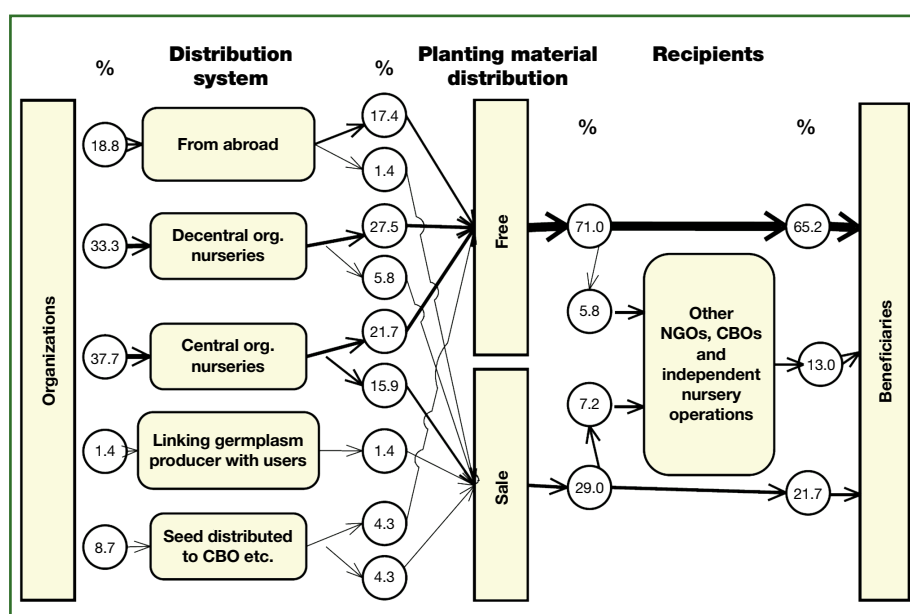 Distribution
system
Planting material
distribution
Recipients
%
%
%
%
Organizations
18.8
From abroad
17.4
1.4
33.3
Decentral org.
nurseries
27.5
5.8
37.7
Central org.
nurseries
21.7
15.9
1.4
Linking germplasm
producer with users
1.4
8.7
Seed distributed
to CBO etc.
4.3
4.3
Free
Sale
71.0
5.8
7.2
29.0
Other
NGOs, CBOs
and
independent
nursery
operations
65.2
13.0
21.7
Beneficiaries